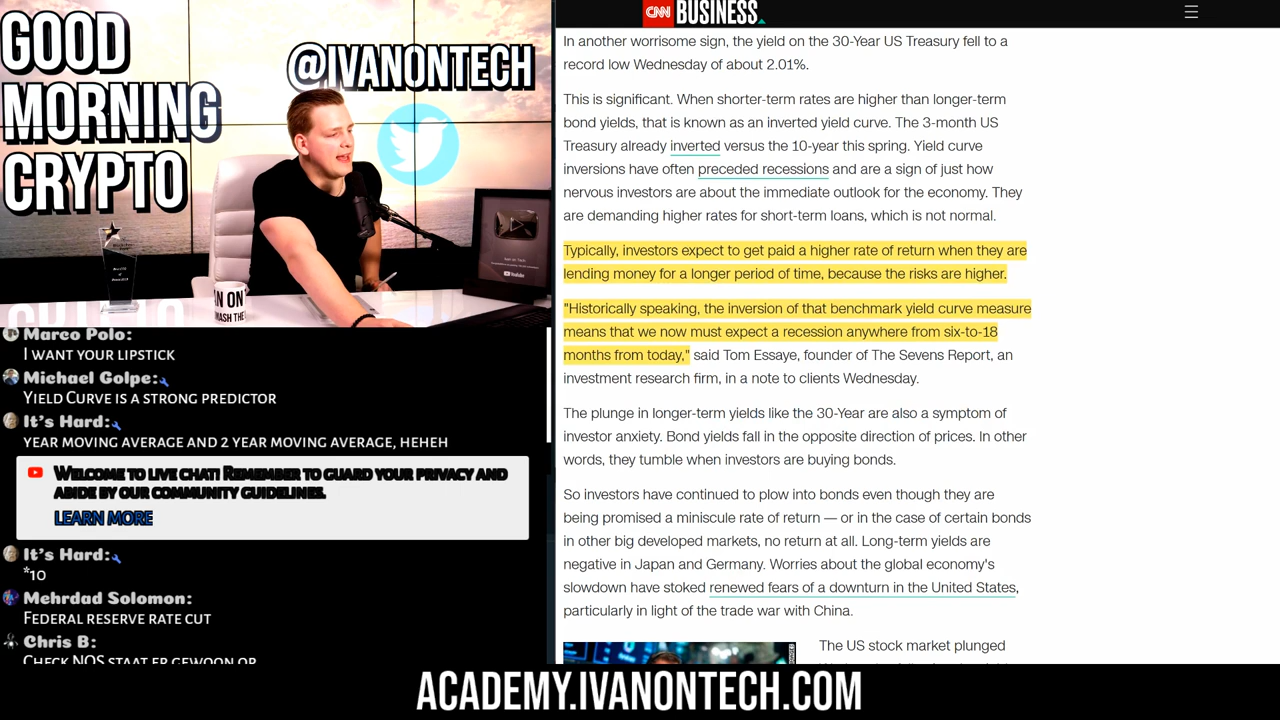 GOOD
MORNING
CRYPTO
@IVANONTECH
YouTube
Marco Polo:
I WANT YOUR LIPSTICK
Michael Golpe:
YIELD CURVE IS A STRONG PREDICTOR
It's Hard:
YEAR MOVING AVERAGE AND 2 YEAR MOVING AVERAGE, HEHEH
WELCOME TO LIVE CHAT! REMEMBER TO GUARD YOUR PRIVACY AND
ABIDE BY OUR COMMUNITY GUIDELINES.
LEARN MORE
It's Hard:
*10
Mehrdad Solomon:
FEDERAL RESERVE RATE CUT
Chris B:
CHECK NOS STAAT ER GEWOON OP
CNN BUSINESS
In another worrisome sign, the yield on the 30-Year US Treasury fell to a
record low Wednesday of about 2.01%.
This is significant. When shorter-term rates are higher than longer-term
bond yields, that is known as an inverted yield curve. The 3-month US
Treasury already inverted versus the 10-year this spring. Yield curve
inversions have often preceded recessions and are a sign of just how
nervous investors are about the immediate outlook for the economy. They
are demanding higher rates for short-term loans, which is not normal.
Typically, investors expect to get paid a higher rate of return when they are
lending money for a longer period of time, because the risks are higher.
"Historically speaking, the inversion of that benchmark yield curve measure
means that we now must expect a recession anywhere from six-to-18
months from today," said Tom Essaye, founder of The Sevens Report, an
investment research firm, in a note to clients Wednesday.
The plunge in longer-term yields like the 30-Year are also a symptom of
investor anxiety. Bond yields fall in the opposite direction of prices. In other
words, they tumble when investors are buying bonds.
So investors have continued to plow into bonds even though they are
being promised a miniscule rate of return — or in the case of certain bonds
in other big developed markets, no return at all. Long-term yields are
negative in Japan and Germany. Worries about the global economy's
slowdown have stoked renewed fears of a downturn in the United States,
particularly in light of the trade war with China.
The US stock market plunged
ACADEMY.IVANONTECH.COM